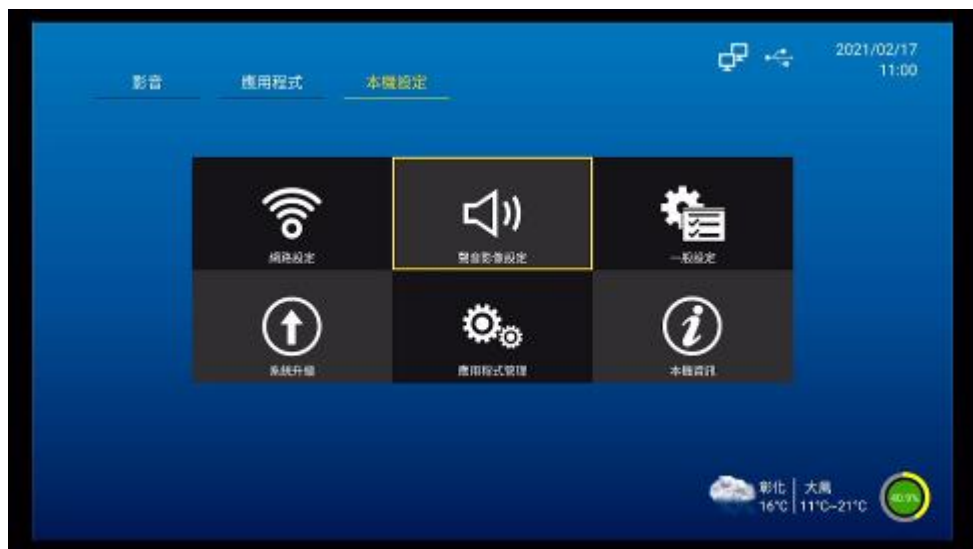 2021/02/17
11:00
影音
應用程式
本機設定
網路設定
聲音影像設定
一般設定
系統升級
應用程式管理
本機資訊
彰化
大風
16°C
11°C~21°C
40.9%